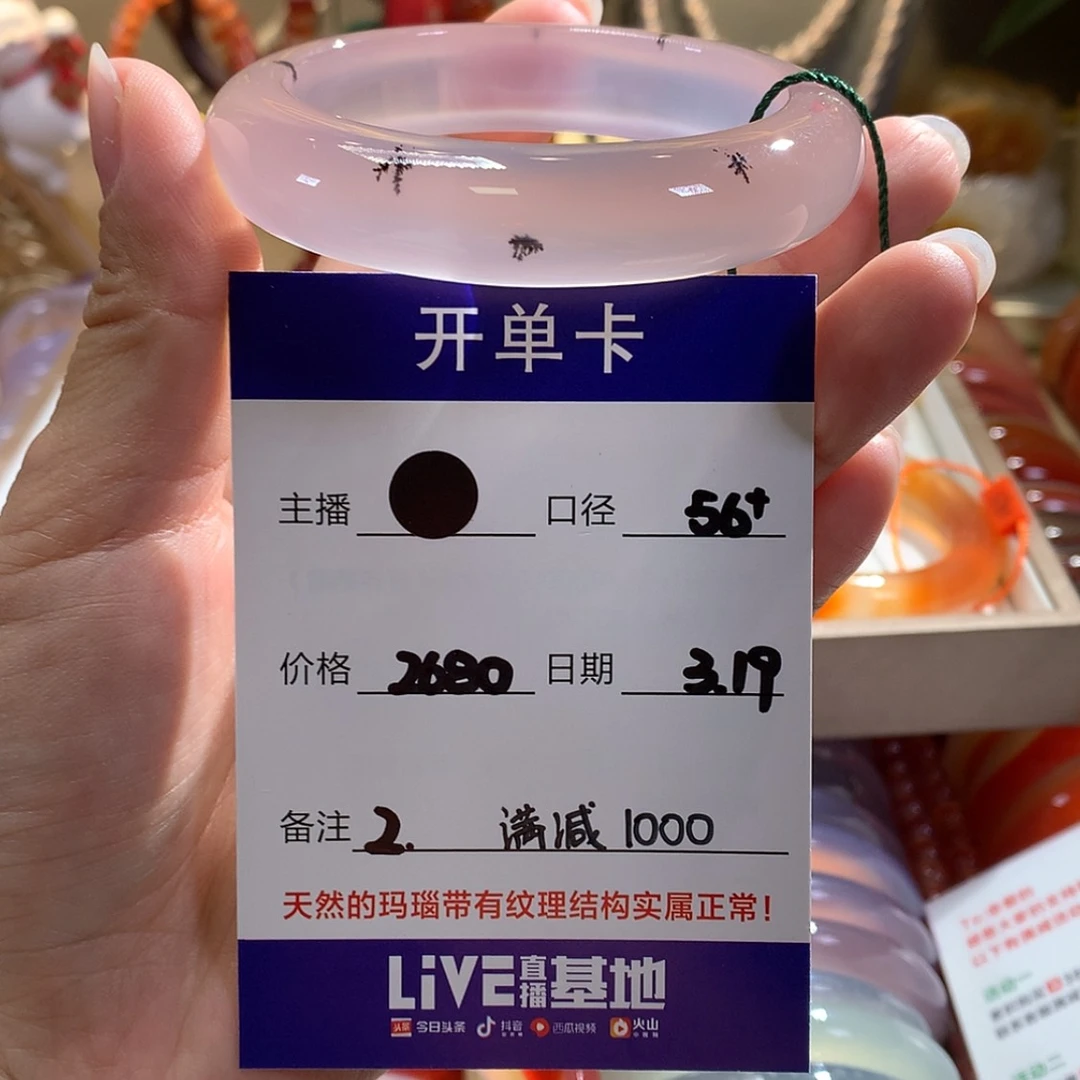 开单卡
主播 口径 56+
价格 2680 日期 3.19
备注 2. 满减 1000
天然的玛瑙带有纹理结构实属正常！
LiVE直播基地
头条 今日头条 抖音 西瓜视频 火山